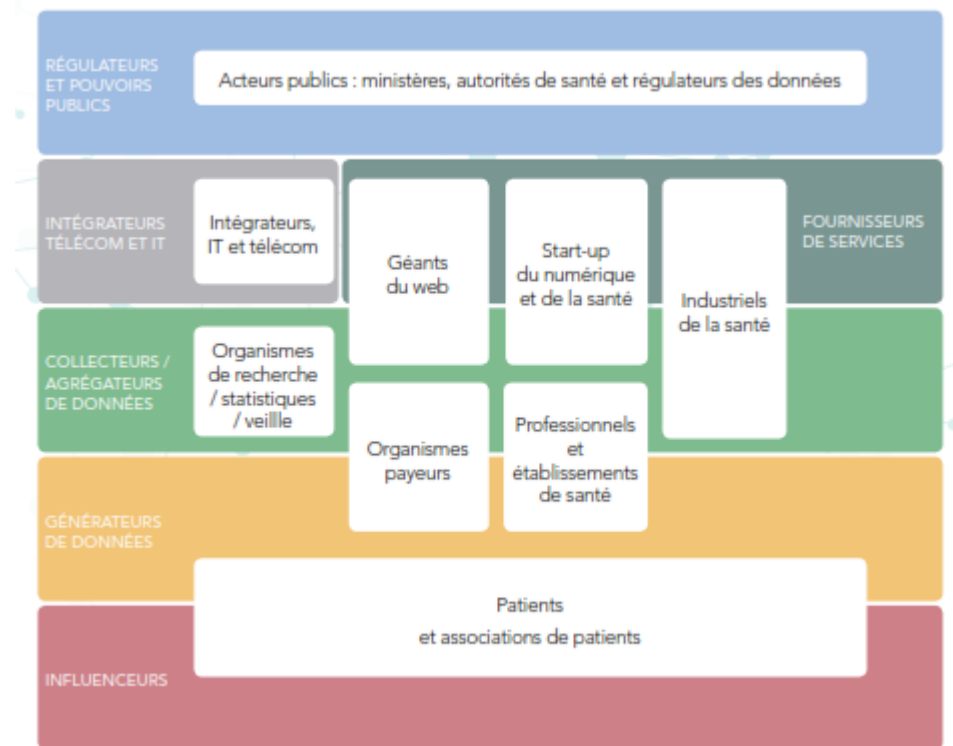 RÉGULATEURS
ET POUVOIRS
PUBLICS
Acteurs publics : ministères, autorités de santé et régulateurs des données
INTÉGRATEURS
TÉLÉCOM ET IT
Intégrateurs,
IT et télécom
Géants
du web
Start-up
du numérique
et de la santé
Industriels
de la santé
FOURNISSEURS
DE SERVICES
COLLECTEURS /
AGRÉGATEURS
DE DONNÉES
Organismes
de recherche
/ statistiques
/ veillle
Organismes
payeurs
Professionnels
et
établissements
de santé
GÉNÉRATEURS
DE DONNÉES
Patients
et associations de patients
INFLUENCEURS